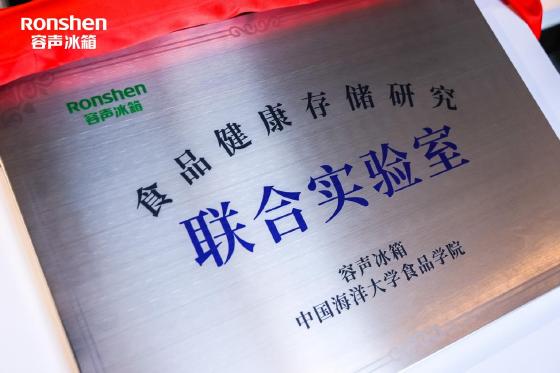 Ronshen
容声冰箱
Ronshen
容声冰箱
食品健康存储研究
联合实验室
容声冰箱
中国海洋大学食品学院